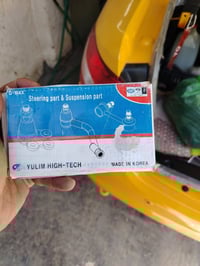 Steering part & Suspension part
YULIM HIGH-TECH
MADE IN KOREA